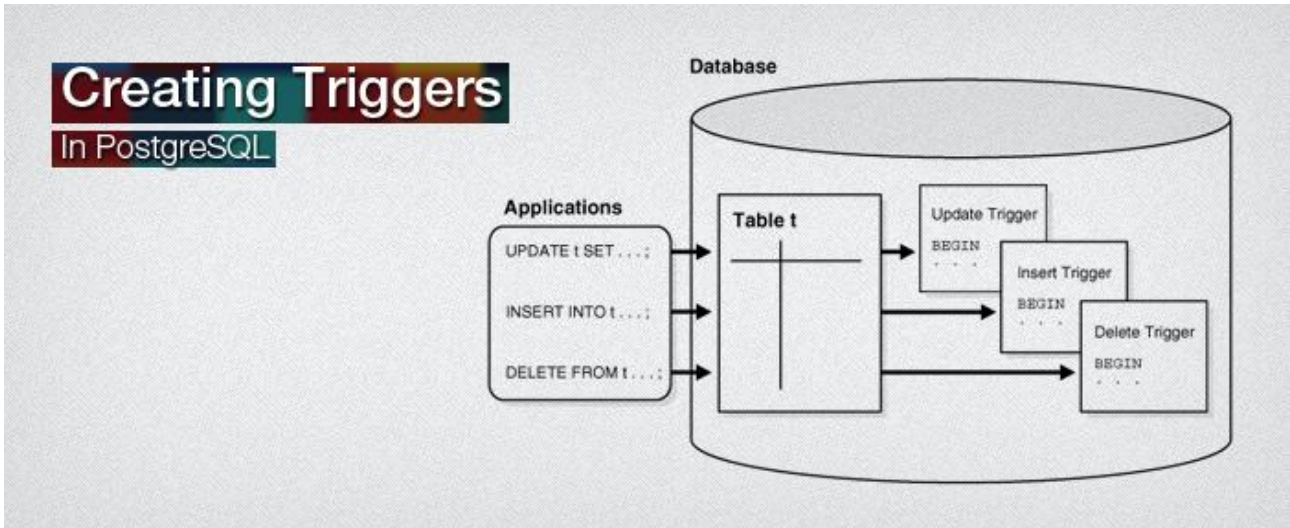 Creating Triggers
In PostgreSQL
Database
Applications
UPDATE t SET . . . ;
INSERT INTO t . . . ;
DELETE FROM t . . . ;
Table t
Update Trigger
BEGIN
. . .
Insert Trigger
BEGIN
. . .
Delete Trigger
BEGIN
. . .